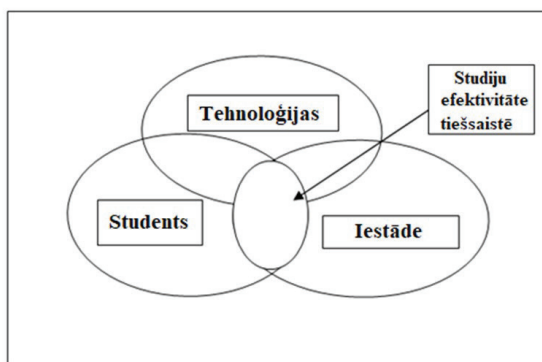 Tehnoloģijas
Studiju
efektivitāte
tiešsaistē
Students
Iestāde